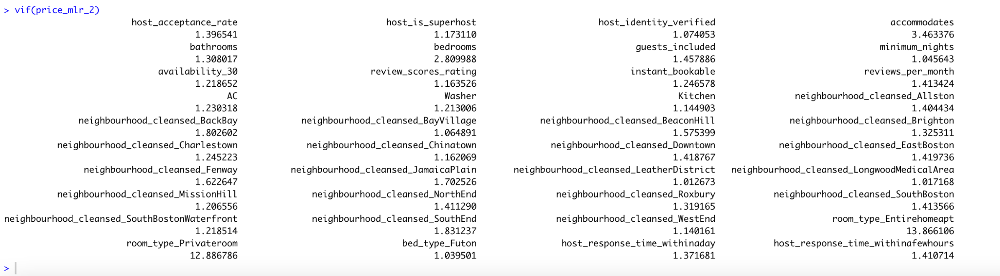 > vif(price_mlr_2)
host_acceptance_rate host_is_superhost host_identity_verified accommodates
1.396541 1.173110 1.074053 3.463376
bathrooms bedrooms guests_included minimum_nights
1.308017 2.809988 1.457886 1.045643
availability_30 review_scores_rating instant_bookable reviews_per_month
1.218652 1.163526 1.246578 1.413424
AC Washer Kitchen neighbourhood_cleansed_Allston
1.230318 1.213006 1.144903 1.404434
neighbourhood_cleansed_BackBay neighbourhood_cleansed_BayVillage neighbourhood_cleansed_BeaconHill neighbourhood_cleansed_Brighton
1.802602 1.064891 1.575399 1.325311
neighbourhood_cleansed_Charlestown neighbourhood_cleansed_Chinatown neighbourhood_cleansed_Downtown neighbourhood_cleansed_EastBoston
1.245223 1.162069 1.418767 1.419736
neighbourhood_cleansed_Fenway neighbourhood_cleansed_JamaicaPlain neighbourhood_cleansed_LeatherDistrict neighbourhood_cleansed_LongwoodMedicalArea
1.622647 1.702526 1.012673 1.017168
neighbourhood_cleansed_MissionHill neighbourhood_cleansed_NorthEnd neighbourhood_cleansed_Roxbury neighbourhood_cleansed_SouthBoston
1.206556 1.411290 1.319165 1.413566
neighbourhood_cleansed_SouthBostonWaterfront neighbourhood_cleansed_SouthEnd neighbourhood_cleansed_WestEnd room_type_Entirehomeapt
1.218514 1.831237 1.140161 13.866106
room_type_Privateroom bed_type_Futon host_response_time_withinaday host_response_time_withinafewhours
12.886786 1.039501 1.371681 1.410714
>